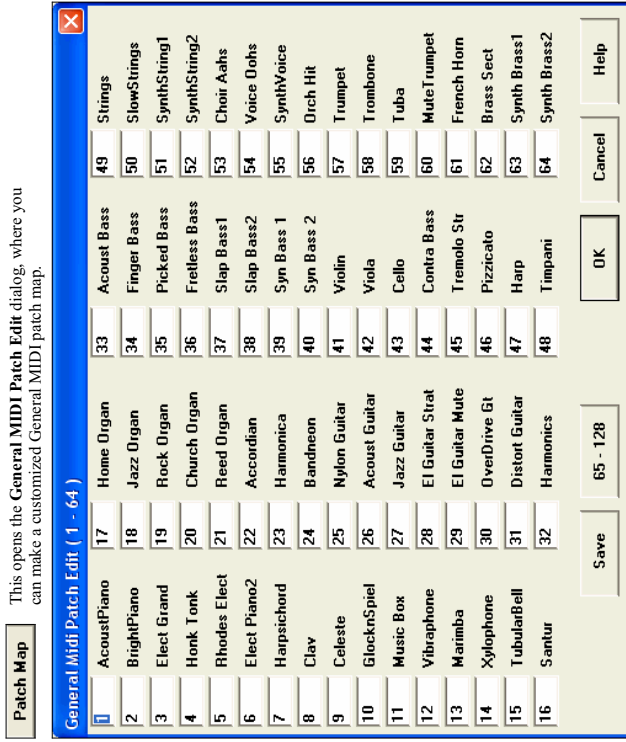 Patch Map
This opens the General MIDI Patch Edit dialog, where you
can make a customized General MIDI patch map.
General Midi Patch Edit ( 1 - 64 )
1 AcoustPiano 17 Home Organ 33 Acoust Bass 49 Strings
2 BrightPiano 18 Jazz Organ 34 Finger Bass 50 SlowStrings
3 Elect Grand 19 Rock Organ 35 Picked Bass 51 SynthString1
4 Honk Tonk 20 Church Organ 36 Fretless Bass 52 SynthString2
5 Rhodes Elect 21 Reed Organ 37 Slap Bass1 53 Choir Aahs
6 Elect Piano2 22 Accordian 38 Slap Bass2 54 Voice Oohs
7 Harpsichord 23 Harmonica 39 Syn Bass 1 55 SynthVoice
8 Clav 24 Bandneon 40 Syn Bass 2 56 Orch Hit
9 Celeste 25 Nylon Guitar 41 Violin 57 Trumpet
10 GlocknSpiel 26 Acoust Guitar 42 Viola 58 Trombone
11 Music Box 27 Jazz Guitar 43 Cello 59 Tuba
12 Vibraphone 28 El Guitar Strat 44 Contra Bass 60 MuteTrumpet
13 Marimba 29 El Guitar Mute 45 Tremolo Str 61 French Horn
14 Xylophone 30 OverDrive Gt 46 Pizzicato 62 Brass Sect
15 TubularBell 31 Distort Guitar 47 Harp 63 Synth Brass1
16 Santur 32 Harmonics 48 Timpani 64 Synth Brass2
Save 65 - 128 OK Cancel Help